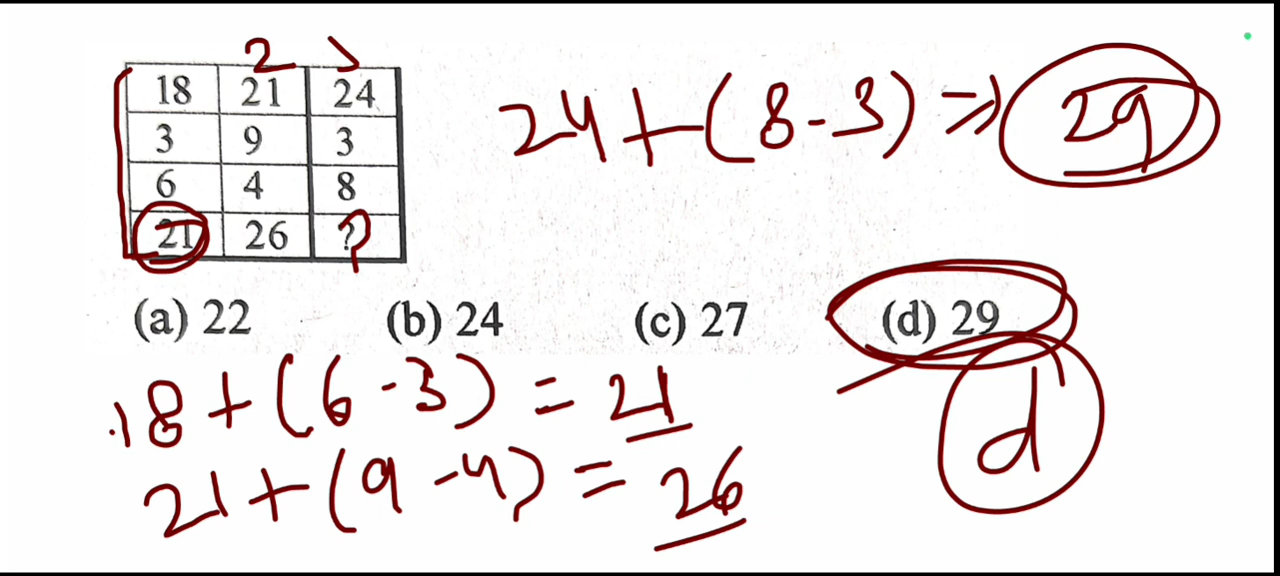 2 >
18 21 24
3 9 3
6 4 8
21 26 ?
24+(8-3) ⇒ 29
(a) 22 (b) 24 (c) 27 (d) 29
18+(6-3) = 21
21+(9-4) = 26
d